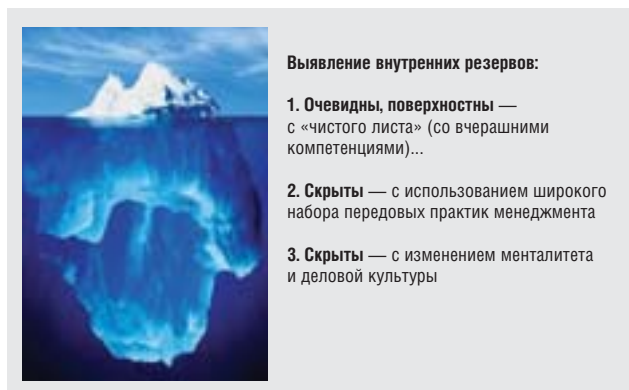 Выявление внутренних резервов:
1. Очевидны, поверхностны —
с «чистого листа» (со вчерашними
компетенциями)...
2. Скрыты — с использованием широкого
набора передовых практик менеджмента
3. Скрыты — с изменением менталитета
и деловой культуры